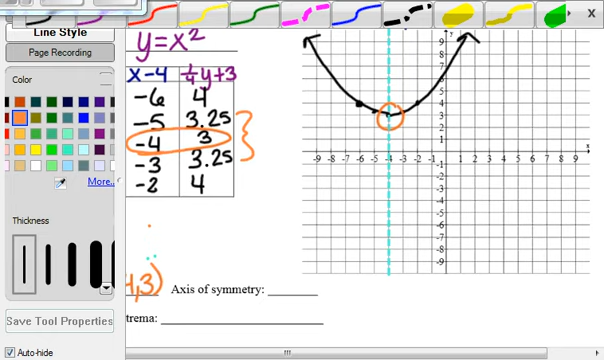 Line Style
X
Page Recording
Color
More..
Thickness
Save Tool Properties
Auto-hide
y=x²
x-4 ¼y+3
-6 4
-5 3.25
-4 3
-3 3.25
-2 4
4,3)
Axis of symmetry:
trema:
y
9
8
7
6
5
4
3
2
1
x
-9 -8 -7 -6 -5 -4 -3 -2 -1 1 2 3 4 5 6 7 8 9
-1
-2
-3
-4
-5
-6
-7
-8
-9